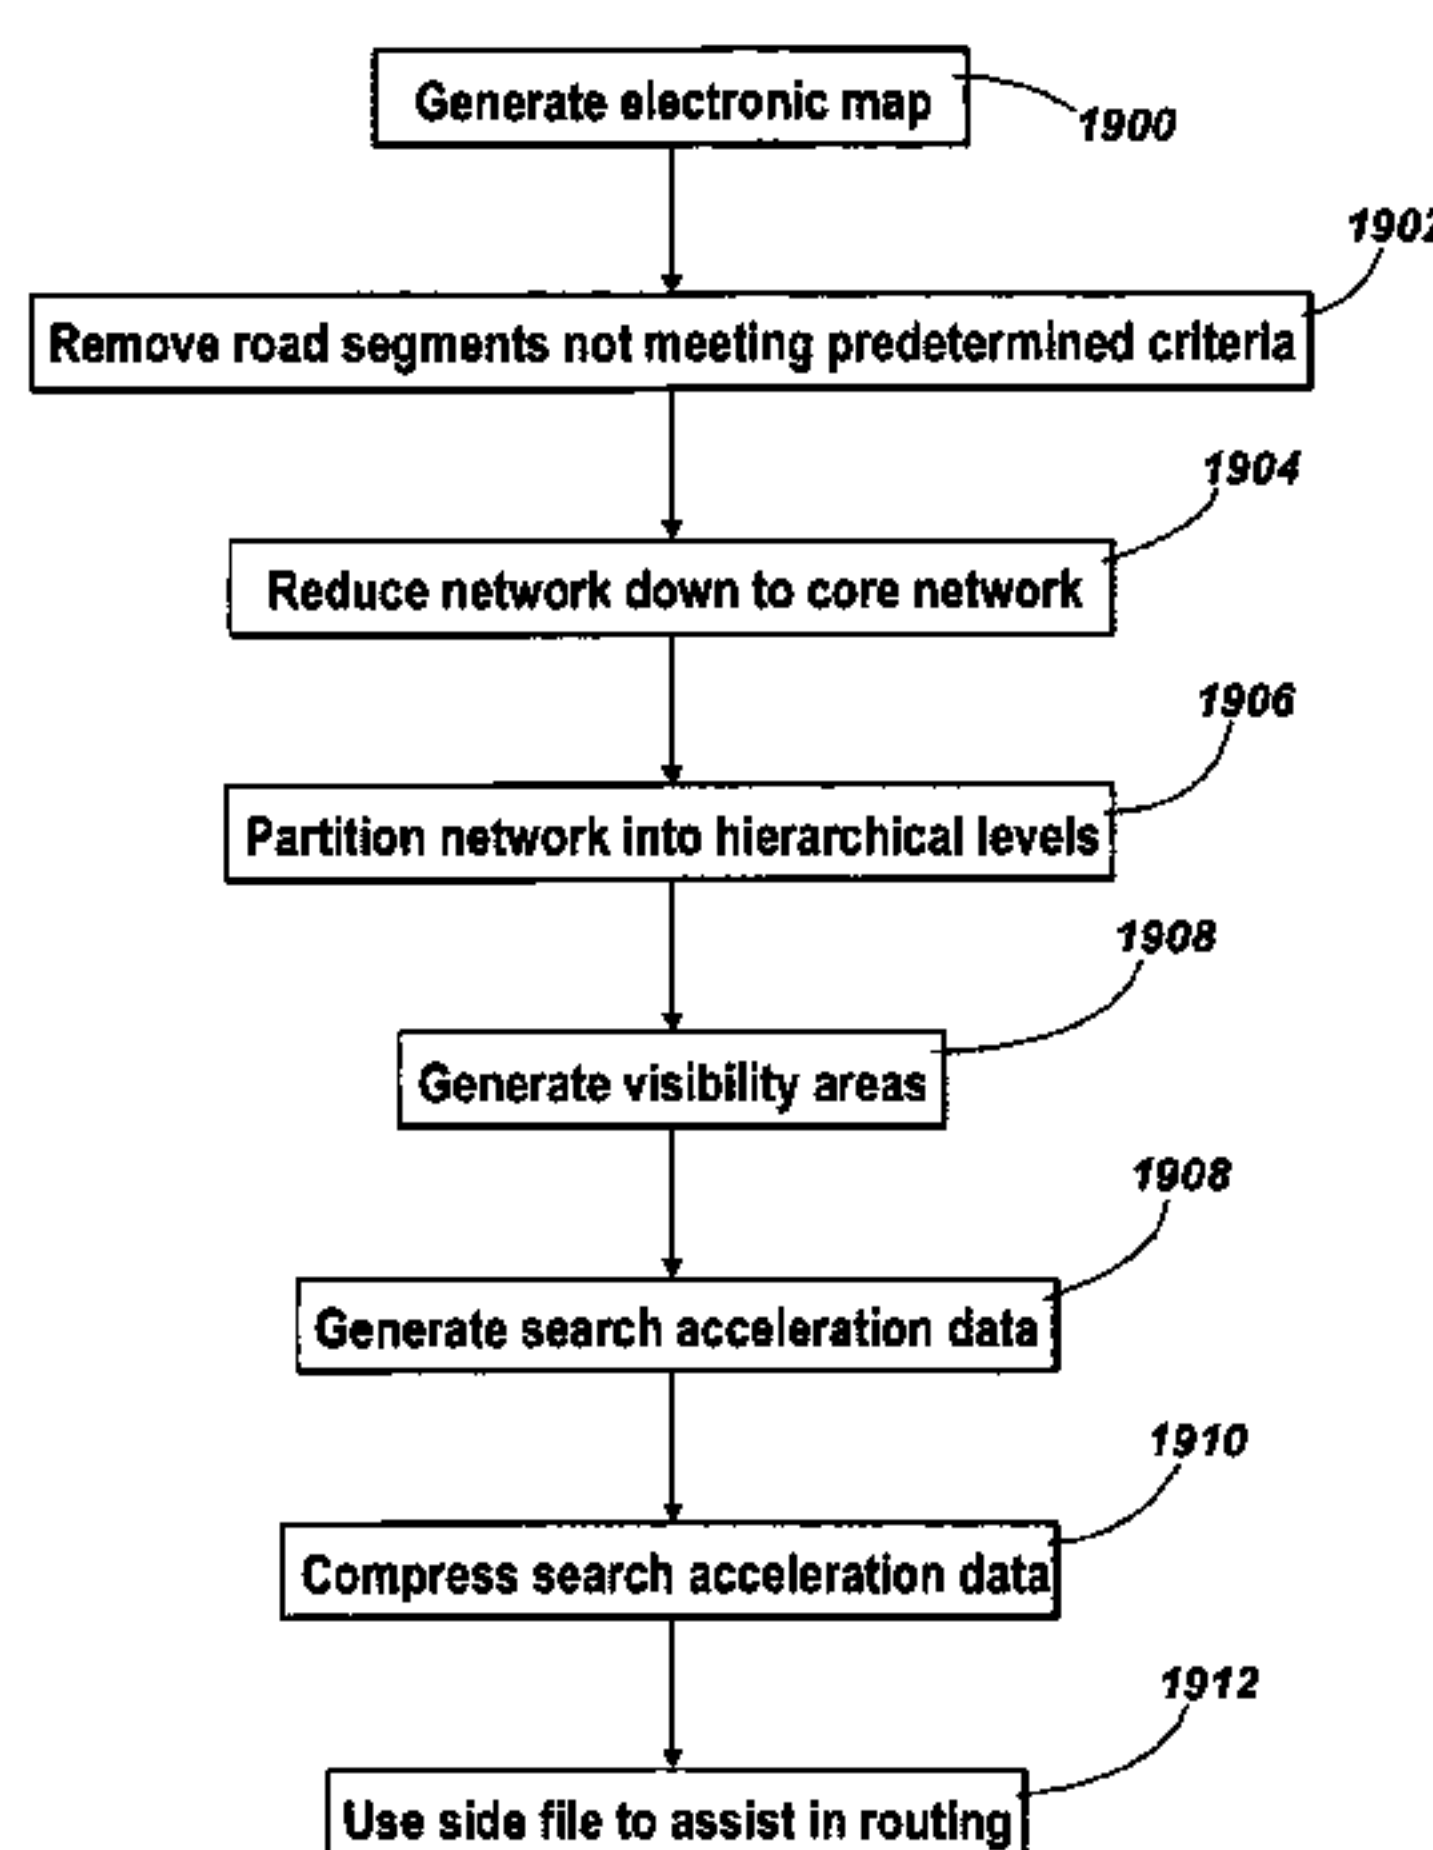 Generate electronic map
1900
1902
Remove road segments not meeting predetermined criteria
1904
Reduce network down to core network
1906
Partition network into hierarchical levels
1908
Generate visibility areas
1908
Generate search acceleration data
1910
Compress search acceleration data
1912
Use side file to assist in routing